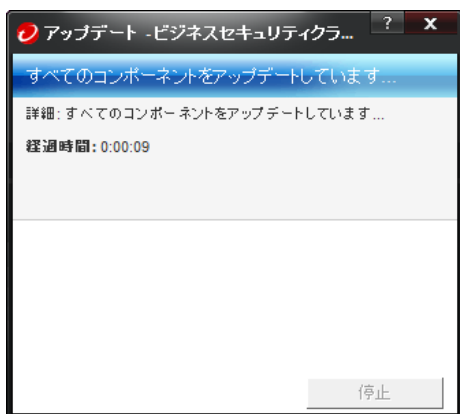 アップデート -ビジネスセキュリティクラ...
? x
すべてのコンポーネントをアップデートしています...
詳細: すべてのコンポーネントをアップデートしています...
経過時間: 0:00:09
停止